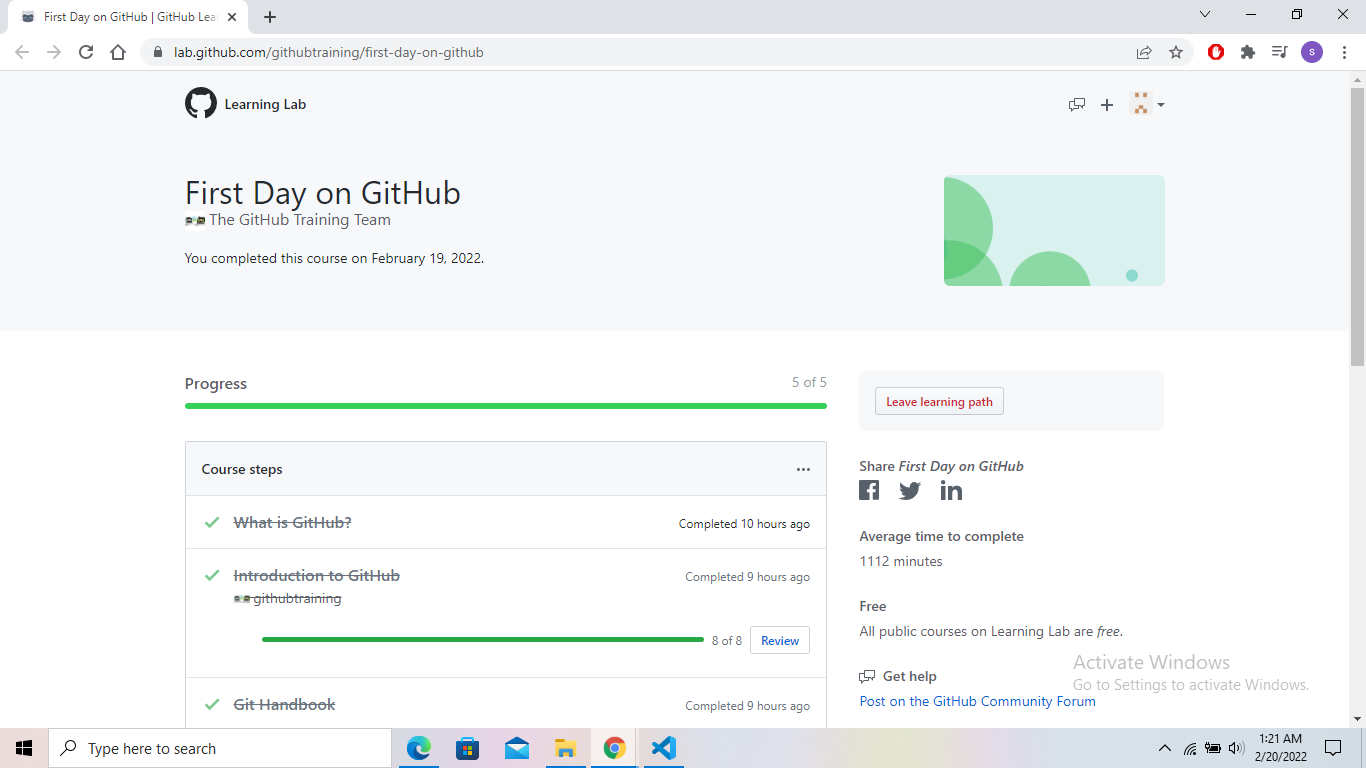 First Day on GitHub | GitHub Lea
lab.github.com/githubtraining/first-day-on-github
S
Learning Lab
First Day on GitHub
The GitHub Training Team
You completed this course on February 19, 2022.
Progress
5 of 5
Leave learning path
Course steps
What is GitHub?
Completed 10 hours ago
Introduction to GitHub
Completed 9 hours ago
githubtraining
8 of 8
Review
Git Handbook
Completed 9 hours ago
Share First Day on GitHub
Average time to complete
1112 minutes
Free
All public courses on Learning Lab are free.
Get help
Post on the GitHub Community Forum
Activate Windows
Go to Settings to activate Windows.
Type here to search
1:21 AM
2/20/2022